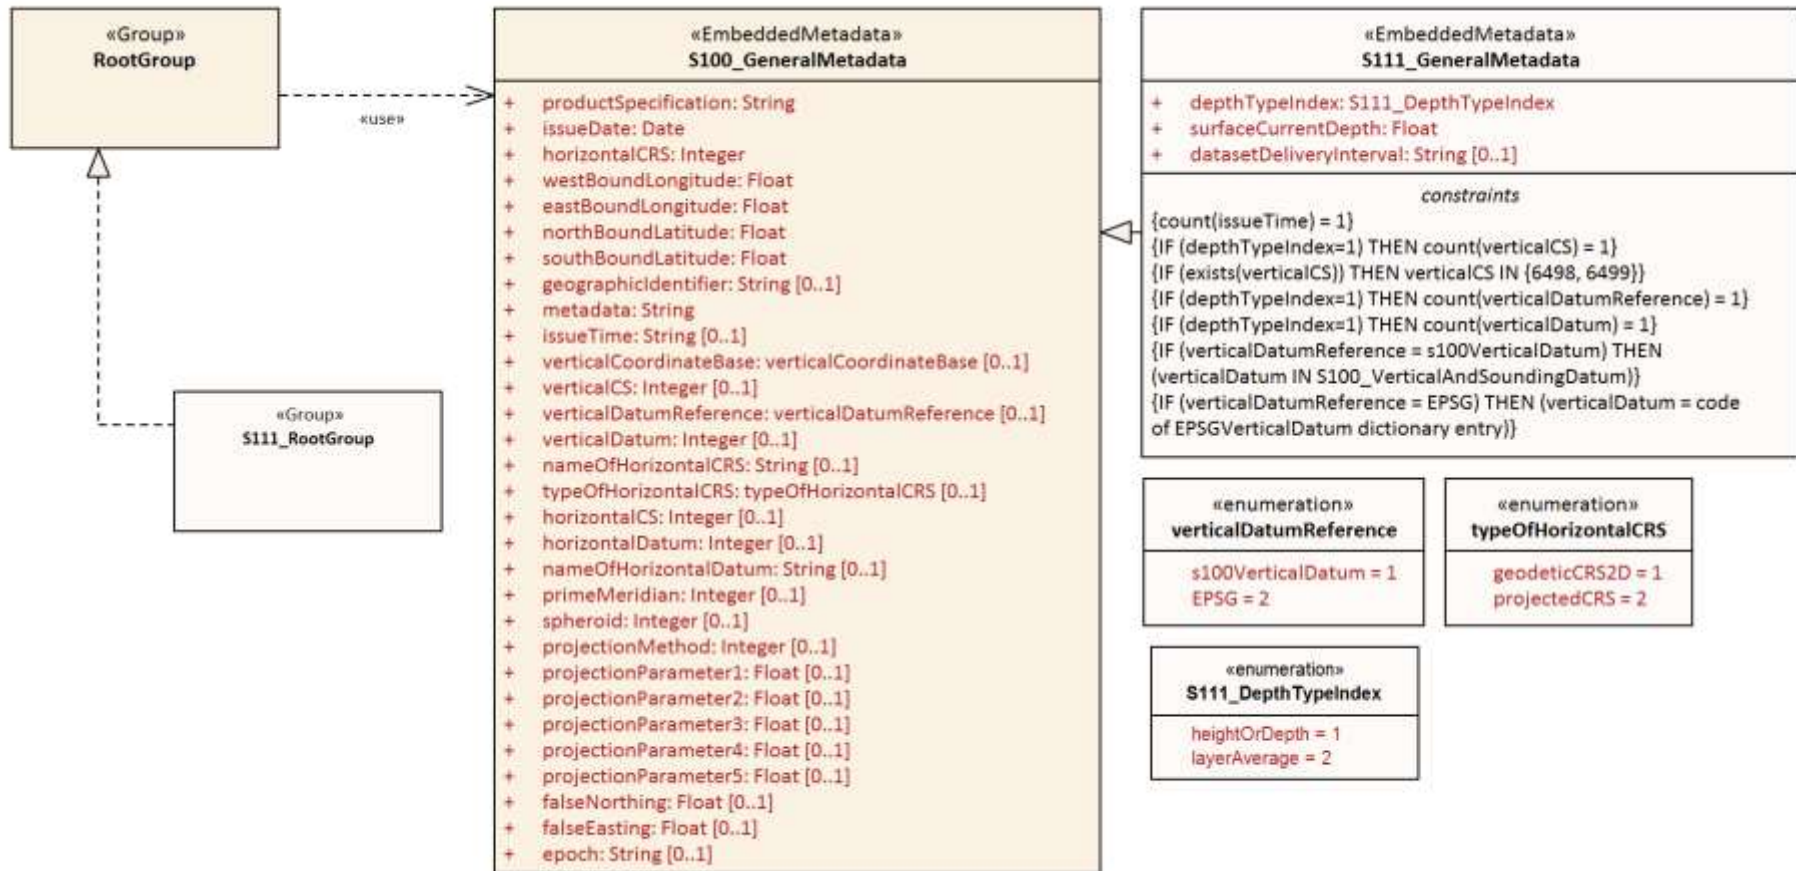 «Group»
RootGroup
«use»
«Group»
S111_RootGroup
«EmbeddedMetadata»
S100_GeneralMetadata
+ productSpecification: String
+ issueDate: Date
+ horizontalCRS: Integer
+ westBoundLongitude: Float
+ eastBoundLongitude: Float
+ northBoundLatitude: Float
+ southBoundLatitude: Float
+ geographicIdentifier: String [0..1]
+ metadata: String
+ issueTime: String [0..1]
+ verticalCoordinateBase: verticalCoordinateBase [0..1]
+ verticalCS: Integer [0..1]
+ verticalDatumReference: verticalDatumReference [0..1]
+ verticalDatum: Integer [0..1]
+ nameOfHorizontalCRS: String [0..1]
+ typeOfHorizontalCRS: typeOfHorizontalCRS [0..1]
+ horizontalCS: Integer [0..1]
+ horizontalDatum: Integer [0..1]
+ nameOfHorizontalDatum: String [0..1]
+ primeMeridian: Integer [0..1]
+ spheroid: Integer [0..1]
+ projectionMethod: Integer [0..1]
+ projectionParameter1: Float [0..1]
+ projectionParameter2: Float [0..1]
+ projectionParameter3: Float [0..1]
+ projectionParameter4: Float [0..1]
+ projectionParameter5: Float [0..1]
+ falseNorthing: Float [0..1]
+ falseEasting: Float [0..1]
+ epoch: String [0..1]
«EmbeddedMetadata»
S111_GeneralMetadata
+ depthTypeIndex: S111_DepthTypeIndex
+ surfaceCurrentDepth: Float
+ datasetDeliveryInterval: String [0..1]
constraints
{count(issueTime) = 1}
{IF (depthTypeIndex=1) THEN count(verticalCS) = 1}
{IF (exists(verticalCS)) THEN verticalCS IN {6498, 6499}}
{IF (depthTypeIndex=1) THEN count(verticalDatumReference) = 1}
{IF (depthTypeIndex=1) THEN count(verticalDatum) = 1}
{IF (verticalDatumReference = s100VerticalDatum) THEN
(verticalDatum IN S100_VerticalAndSoundingDatum)}
{IF (verticalDatumReference = EPSG) THEN (verticalDatum = code
of EPSGVerticalDatum dictionary entry)}
«enumeration»
verticalDatumReference
s100VerticalDatum = 1
EPSG = 2
«enumeration»
typeOfHorizontalCRS
geodeticCRS2D = 1
projectedCRS = 2
«enumeration»
S111_DepthTypeIndex
heightOrDepth = 1
layerAverage = 2